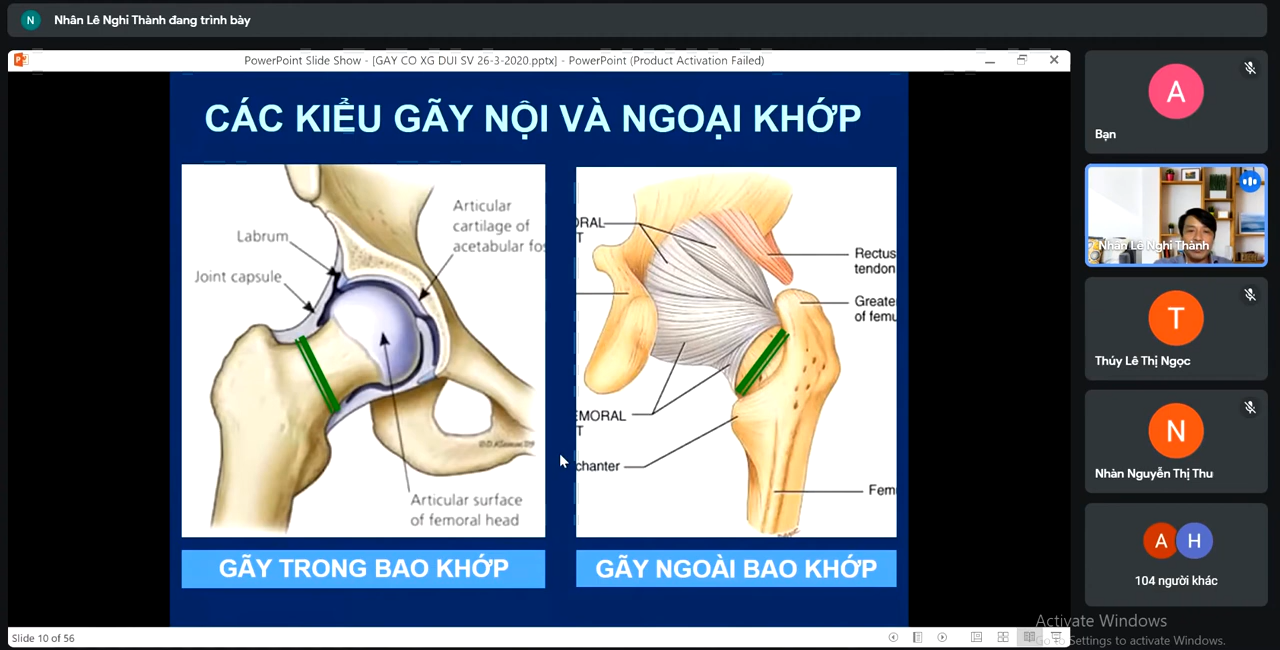 N
Nhân Lê Nghi Thành đang trình bày
PowerPoint Slide Show - [GAY CO XG DUI SV 26-3-2020.pptx] - PowerPoint (Product Activation Failed)
CÁC KIỂU GÃY NỘI VÀ NGOẠI KHỚP
Articular
cartilage of
acetabular fos
Labrum
Joint capsule
Articular surface
of femoral head
ORAL
T
Rectus
tendon
Greate
of femu
EMORAL
T
chanter
Fem
GÃY TRONG BAO KHỚP
GÃY NGOÀI BAO KHỚP
Slide 10 of 56
A
Bạn
Nhân Lê Nghi Thành
T
Thúy Lê Thị Ngọc
N
Nhàn Nguyễn Thị Thu
A
H
104 người khác
Activate Windows
Go to Settings to activate Windows.